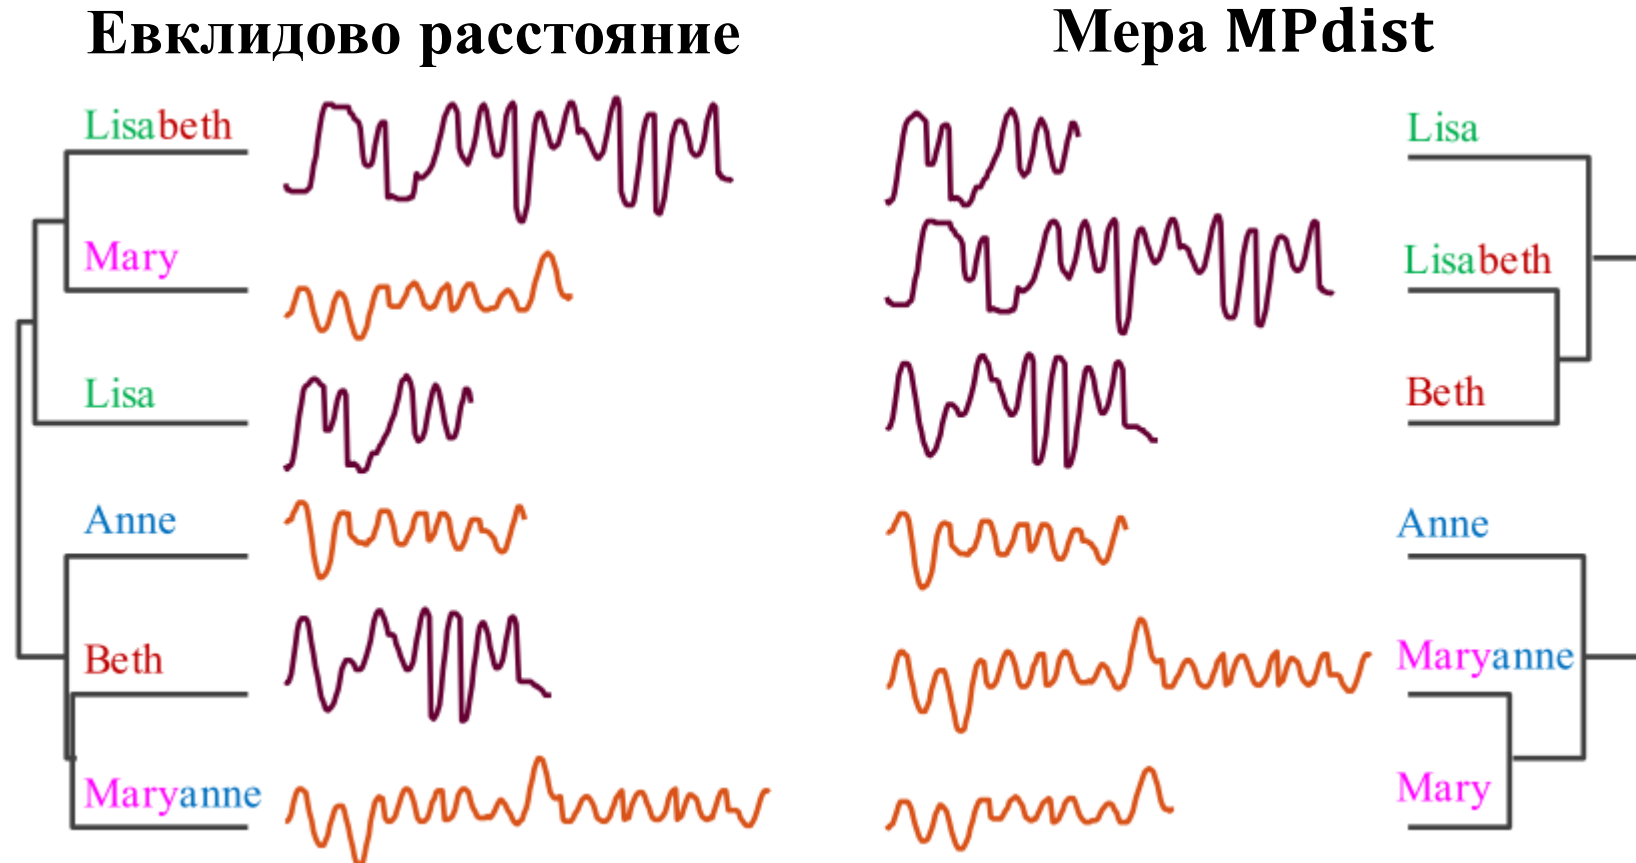 Евклидово расстояние
Lisabeth
Mary
Lisa
Anne
Beth
Maryanne
Мера MPdist
Lisa
Lisabeth
Beth
Anne
Maryanne
Mary